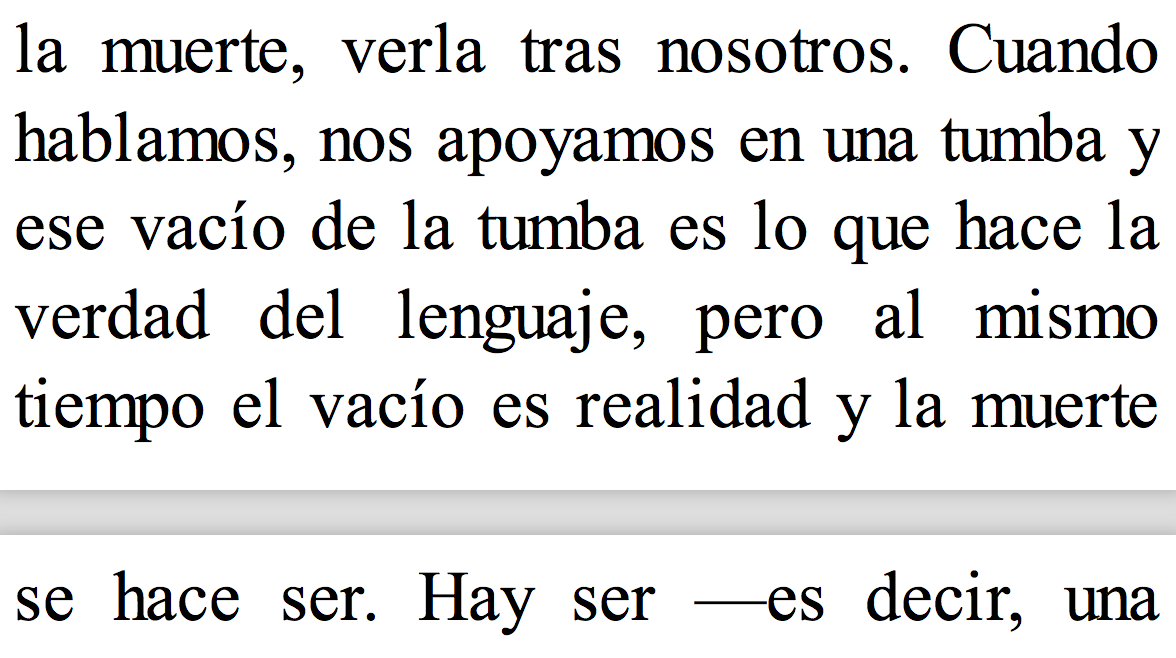 la muerte, verla tras nosotros. Cuando
hablamos, nos apoyamos en una tumba y
ese vacío de la tumba es lo que hace la
verdad del lenguaje, pero al mismo
tiempo el vacío es realidad y la muerte
se hace ser. Hay ser —es decir, una